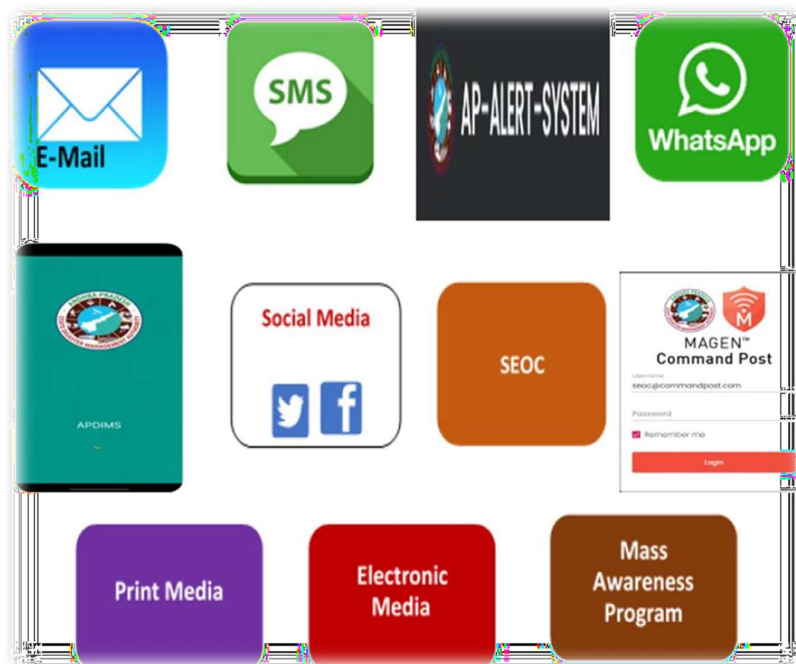 E-Mail
SMS
AP-ALERT-SYSTEM
WhatsApp
APDIMS
Social Media
SEOC
MAGEN™
Command Post
Username
seoc@commandpost.com
Password
Remember me
Login
Print Media
Electronic
Media
Mass
Awareness
Program